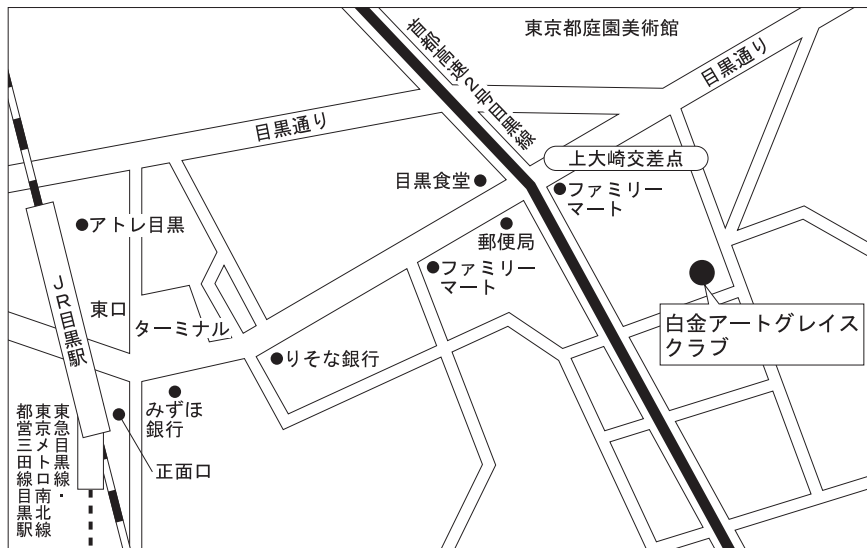 東京都庭園美術館
首都高速2号目黒線
目黒通り
目黒通り
上大崎交差点
目黒食堂
ファミリー
マート
アトレ目黒
郵便局
ファミリー
マート
JR目黒駅
東口
ターミナル
白金アートグレイス
クラブ
りそな銀行
みずほ
銀行
正面口
東急目黒線・
東京メトロ南北線
都営三田線目黒駅